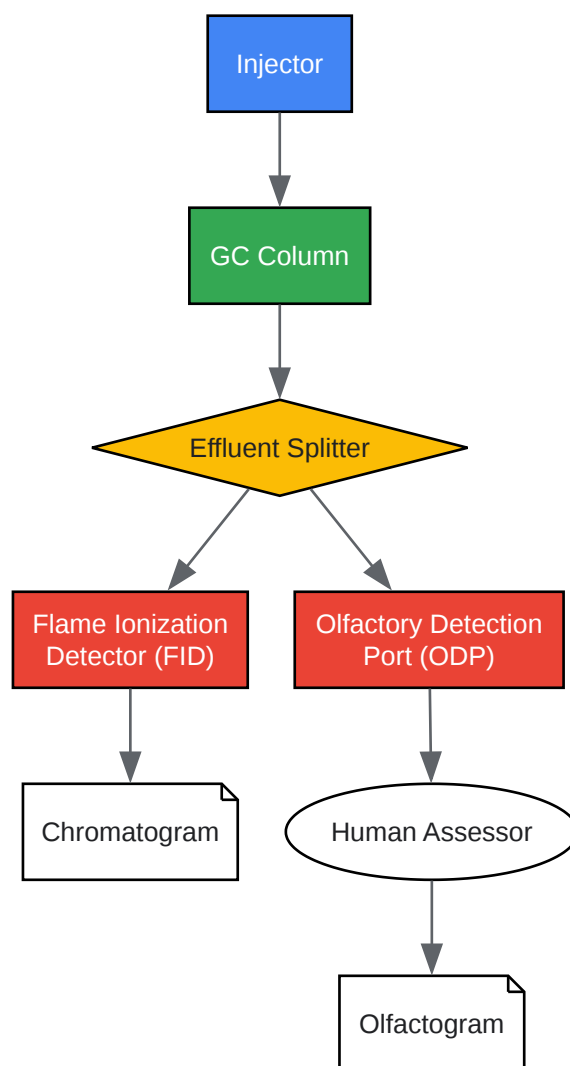 Injector
GC Column
Effluent Splitter
Flame Ionization
Detector (FID)
Olfactory Detection
Port (ODP)
Chromatogram
Human Assessor
Olfactogram